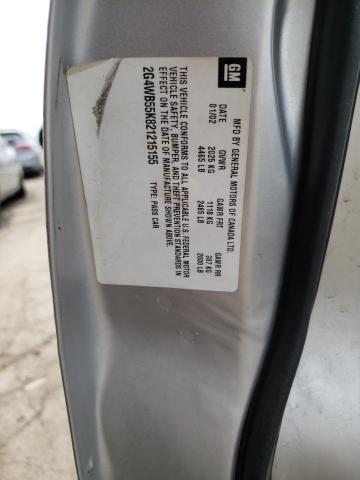 GM
MFD BY GENERAL MOTORS OF CANADA LTD.
DATE GVWR GAWR FRT GAWR RR
01/02 2025 KG 1118 KG 907 KG
4465 LB 2465 LB 2000 LB
THIS VEHICLE CONFORMS TO ALL APPLICABLE U.S. FEDERAL MOTOR
VEHICLE SAFETY, BUMPER, AND THEFT PREVENTION STANDARDS IN
EFFECT ON THE DATE OF MANUFACTURE SHOWN ABOVE.
2G4WB55K821215155 TYPE: PASS CAR